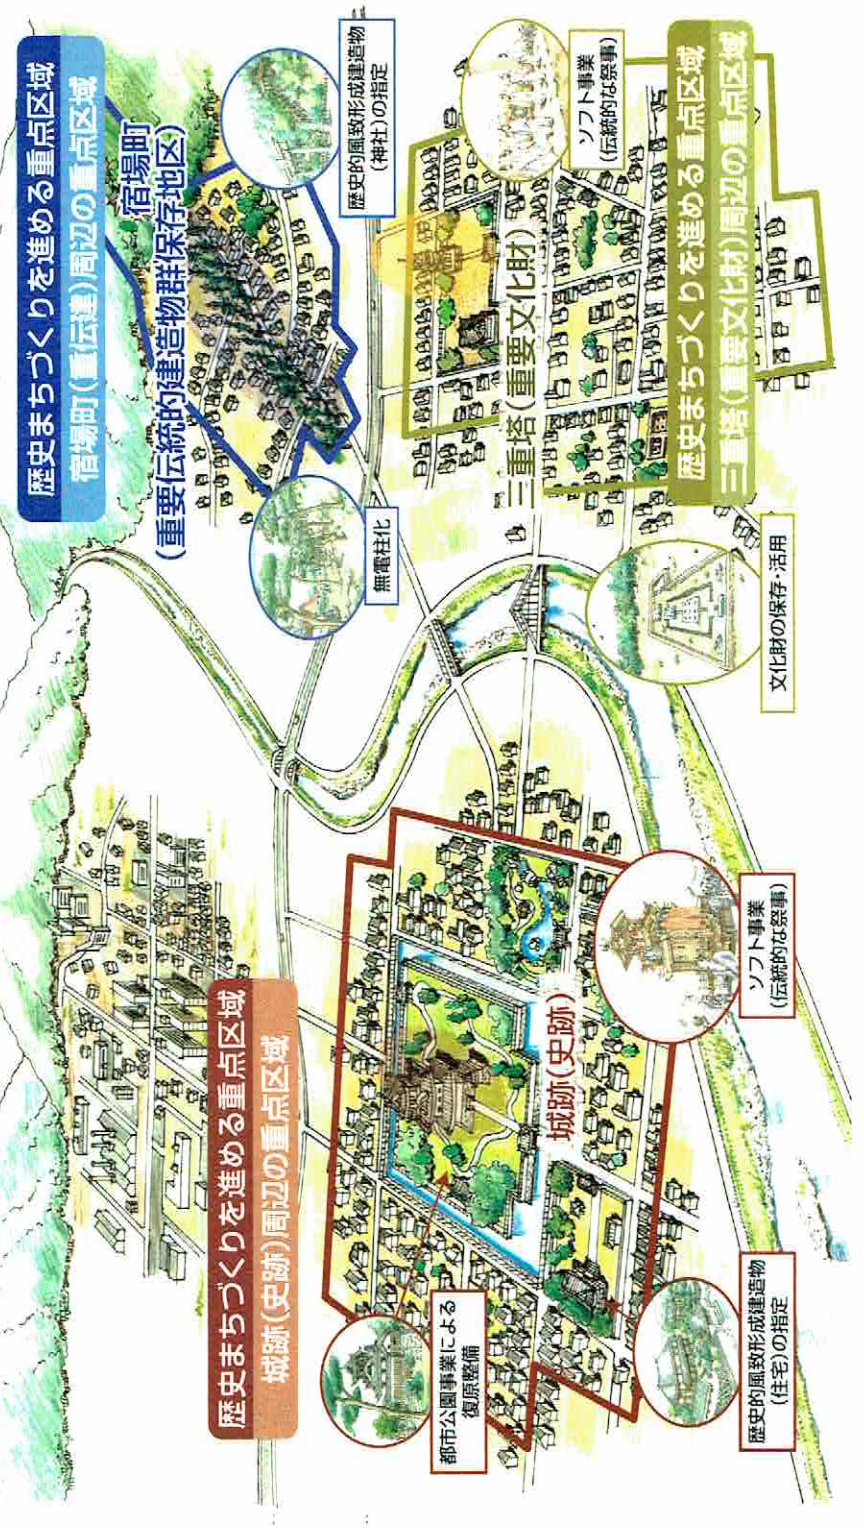 歴史まちづくりを進める重点区域
城跡(史跡)周辺の重点区域
都市公園事業による
復原整備
城跡(史跡)
歴史的風致形成建造物
(住宅)の指定
ソフト事業
(伝統的な祭事)
歴史まちづくりを進める重点区域
宿場町(重伝建)周辺の重点区域
宿場町
(重要伝統的建造物群保存地区)
無電柱化
歴史的風致形成建造物
(神社)の指定
ソフト事業
(伝統的な祭事)
三重塔(重要文化財)
歴史まちづくりを進める重点区域
三重塔(重要文化財)周辺の重点区域
文化財の保存・活用